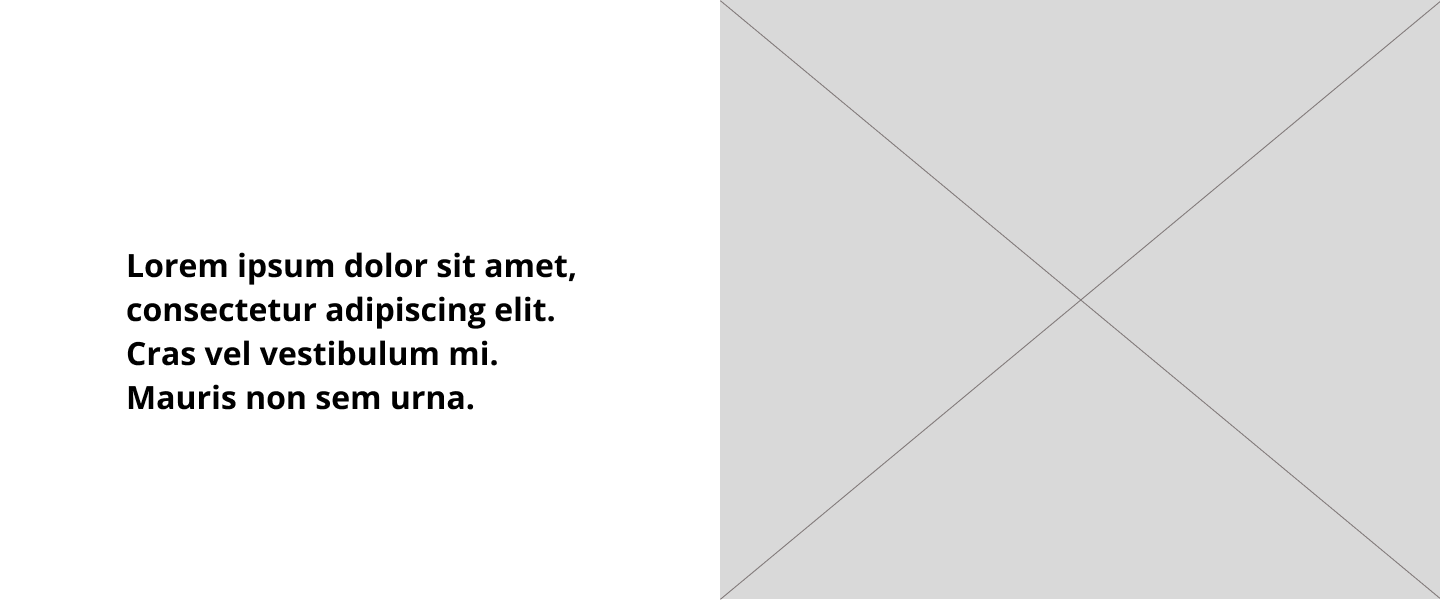 Lorem ipsum dolor sit amet,
consectetur adipiscing elit.
Cras vel vestibulum mi.
Mauris non sem urna.